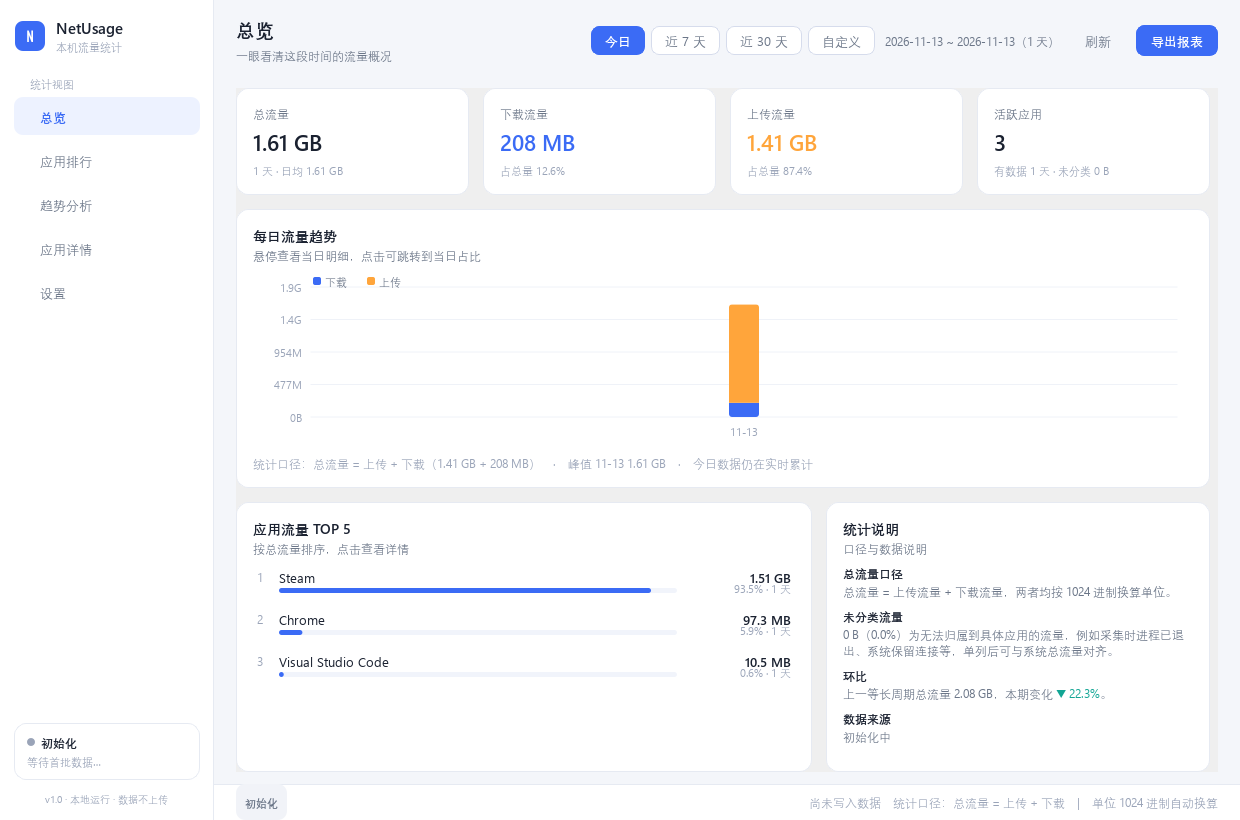 N
NetUsage
本机流量统计
统计视图
总览
应用排行
趋势分析
应用详情
设置
初始化
等待首批数据...
v1.0 · 本地运行 · 数据不上传
总览
一眼看清这段时间的流量概况
今日
近 7 天
近 30 天
自定义
2026-11-13 ~ 2026-11-13（1 天）
刷新
导出报表
总流量
1.61 GB
1 天 · 日均 1.61 GB
下载流量
208 MB
占总量 12.6%
上传流量
1.41 GB
占总量 87.4%
活跃应用
3
有数据 1 天 · 未分类 0 B
每日流量趋势
悬停查看当日明细，点击可跳转到当日占比
下载
上传
1.9G
1.4G
954M
477M
0B
11-13
统计口径：总流量 = 上传 + 下载（1.41 GB + 208 MB） · 峰值 11-13 1.61 GB · 今日数据仍在实时累计
应用流量 TOP 5
按总流量排序，点击查看详情
1 Steam 1.51 GB
93.5% · 1 天
2 Chrome 97.3 MB
5.9% · 1 天
3 Visual Studio Code 10.5 MB
0.6% · 1 天
统计说明
口径与数据说明
总流量口径
总流量 = 上传流量 + 下载流量，两者均按 1024 进制换算单位。
未分类流量
0 B（0.0%）为无法归属到具体应用的流量，例如采集时进程已退
出、系统保留连接等，单列后可与系统总流量对齐。
环比
上一等长周期总流量 2.08 GB，本期变化 ▼ 22.3%。
数据来源
初始化中
初始化
尚未写入数据 统计口径：总流量 = 上传 + 下载 | 单位 1024 进制自动换算